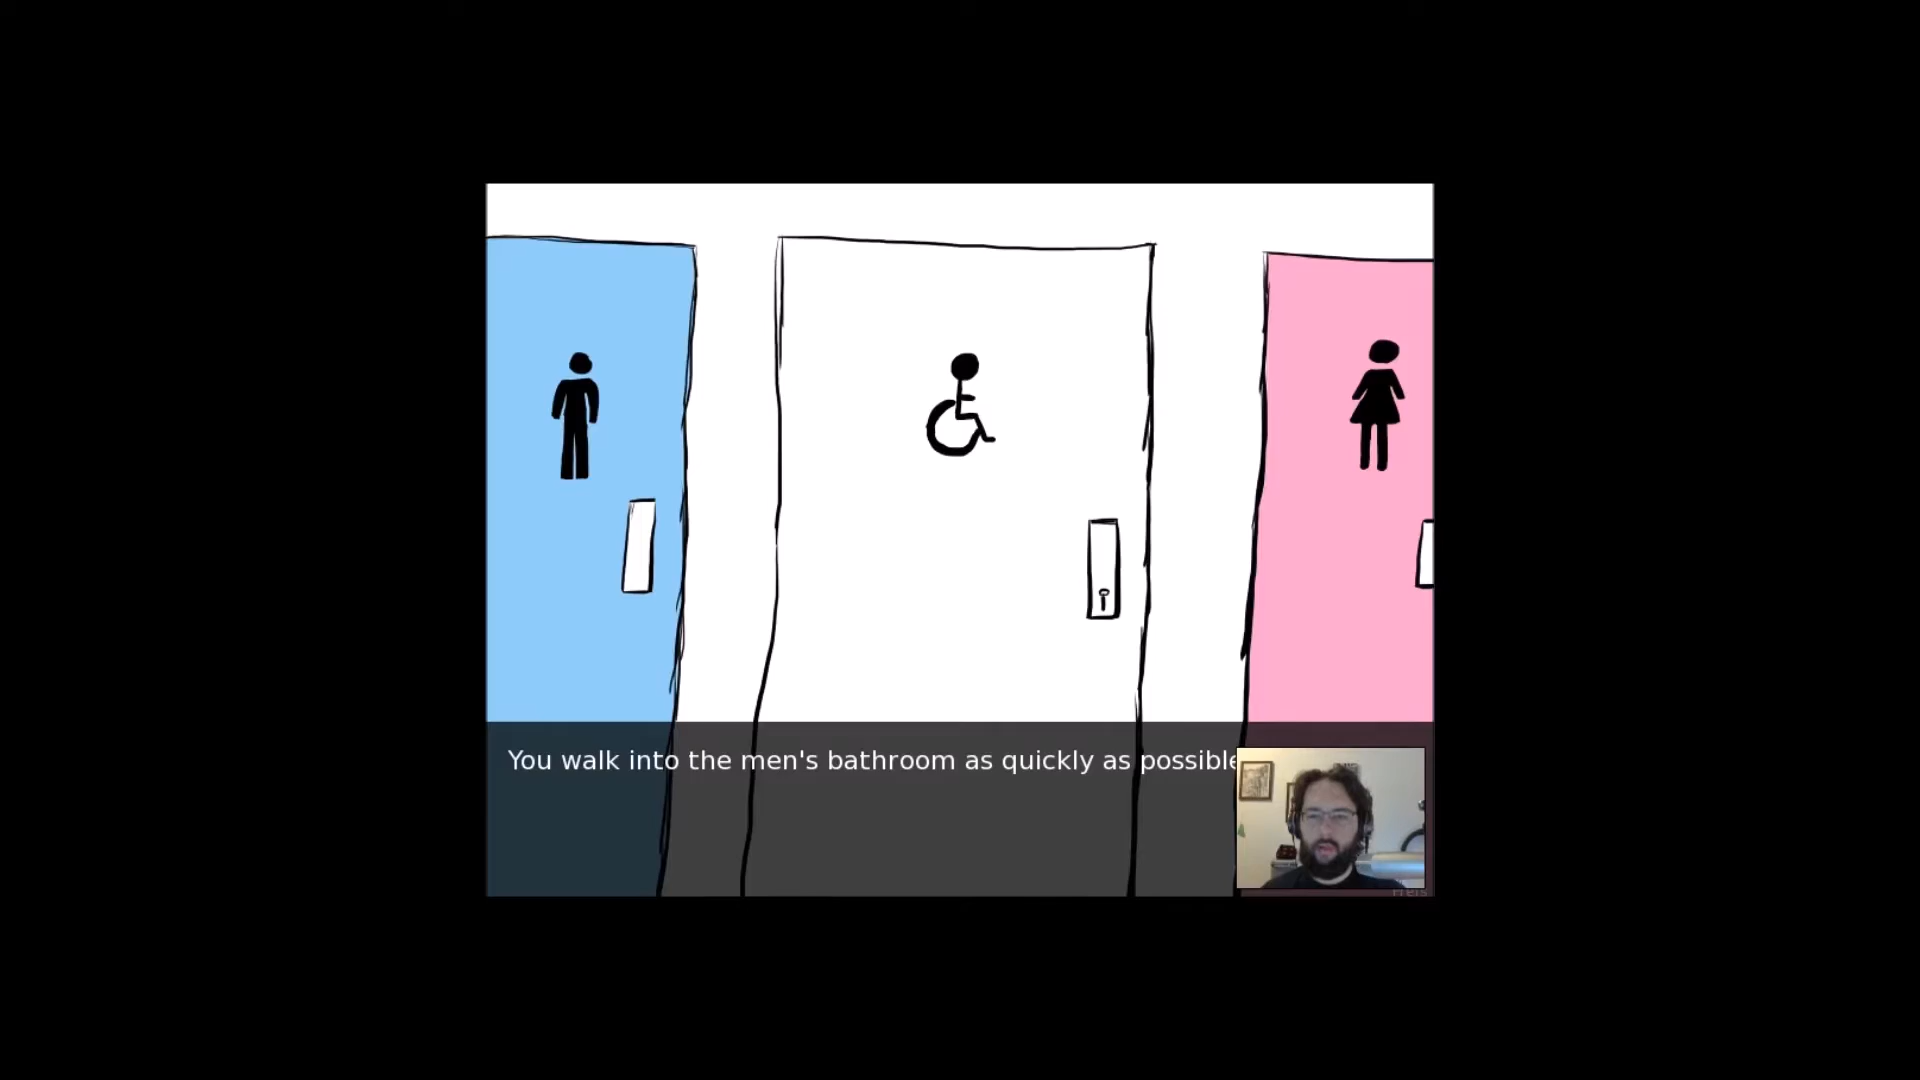 You walk into the men's bathroom as quickly as possible